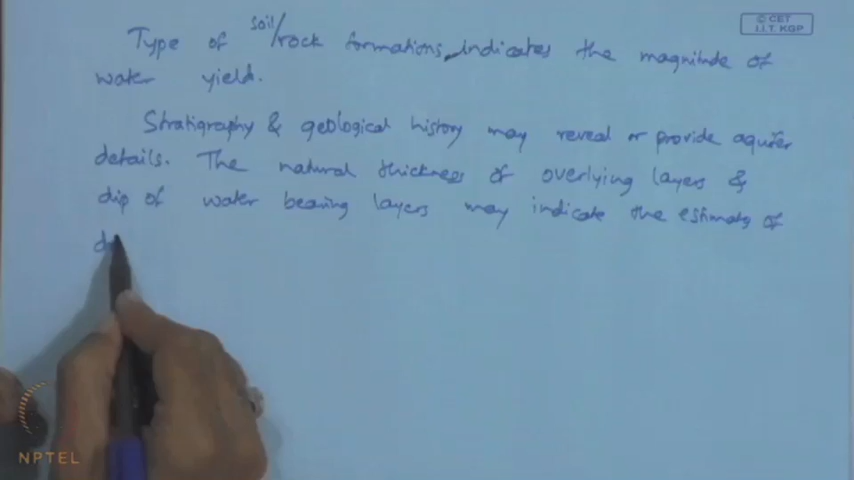 © CET
I.I.T. KGP
Type of soil/rock formations indicates the magnitude of
water yield.
Stratigraphy & geological history may reveal or provide aquifer
details. The natural thickness of overlying layers &
dip of water bearing layers may indicate the estimate of
NPTEL